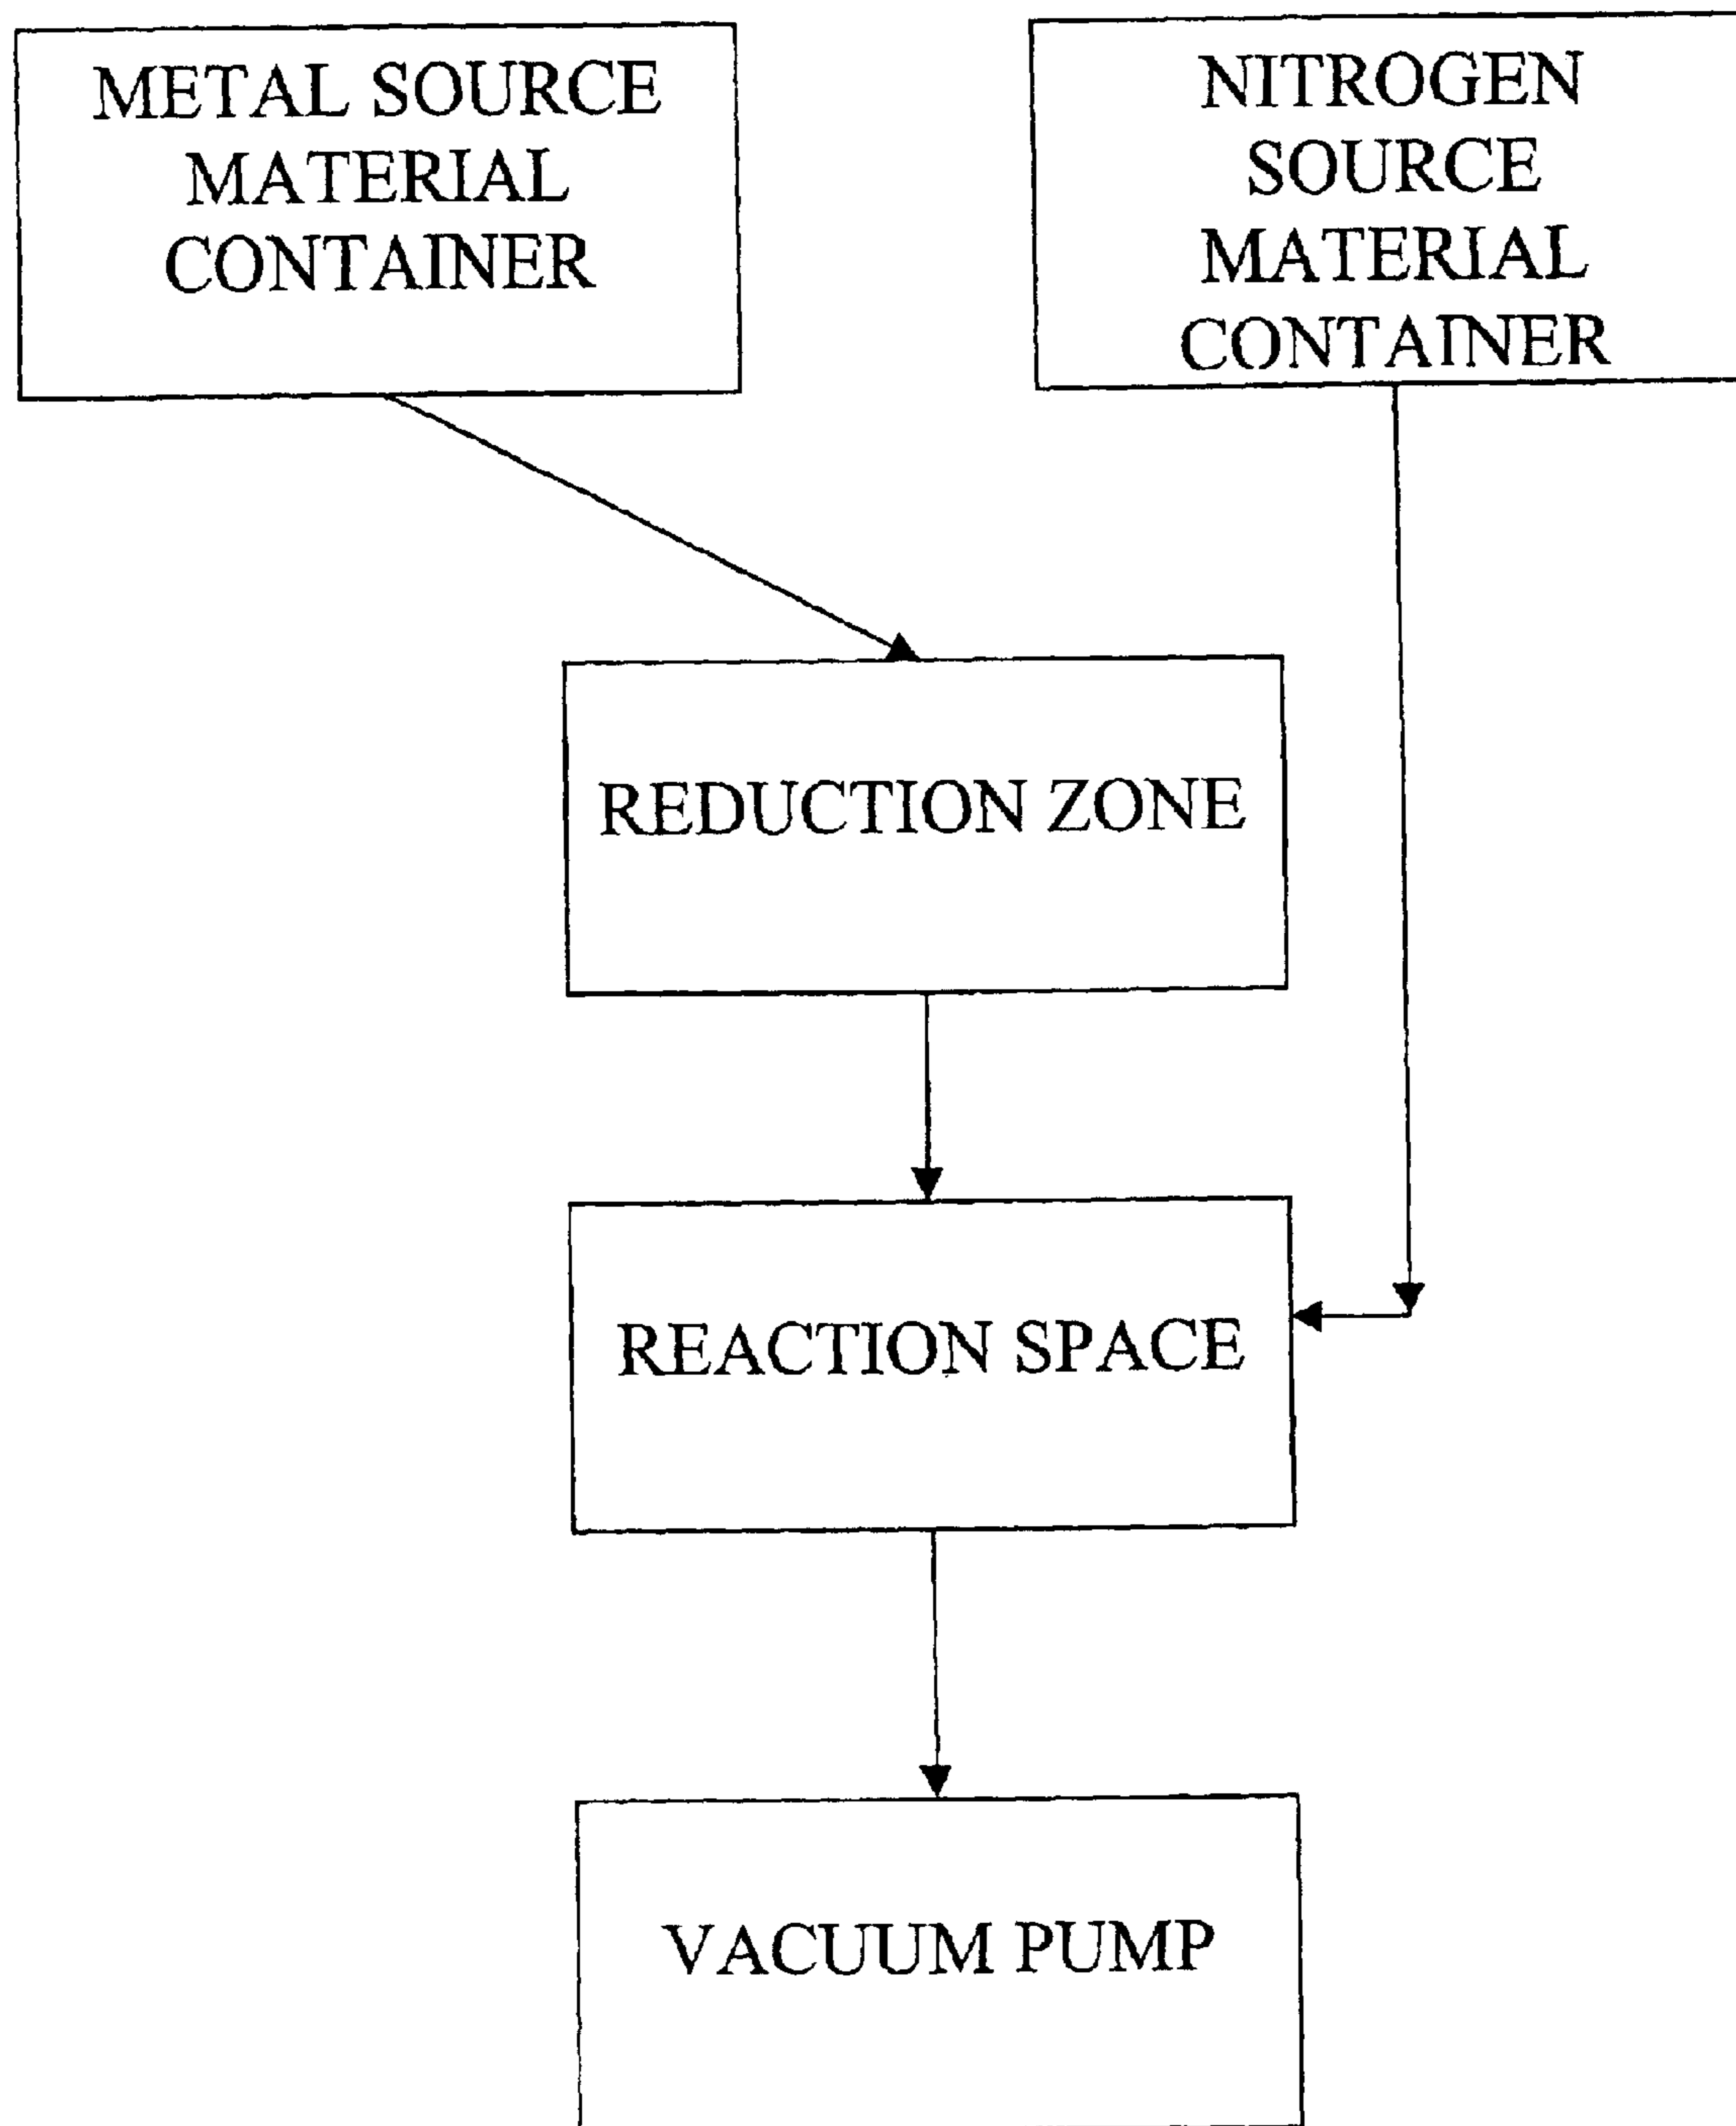 METAL SOURCE
MATERIAL
CONTAINER
NITROGEN
SOURCE
MATERIAL
CONTAINER
REDUCTION ZONE
REACTION SPACE
VACUUM PUMP